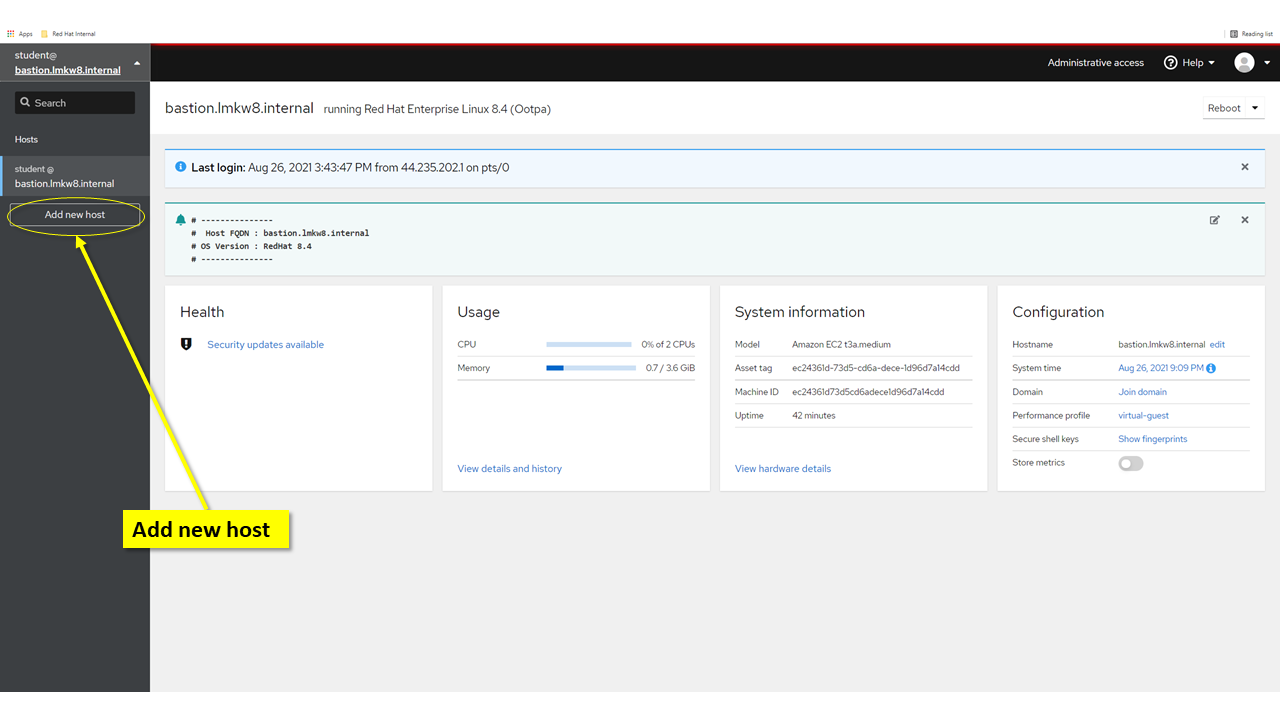 Apps Red Hat Internal Reading list
student@
bastion.lmkw8.internal
Administrative access Help
Search
bastion.lmkw8.internal running Red Hat Enterprise Linux 8.4 (Ootpa)
Reboot
Hosts
student @
bastion.lmkw8.internal
Add new host
Last login: Aug 26, 2021 3:43:47 PM from 44.235.202.1 on pts/0
# ---------------
# Host FQDN : bastion.lmkw8.internal
# OS Version : RedHat 8.4
# ---------------
Health
Security updates available
Usage
CPU 0% of 2 CPUs
Memory 0.7 / 3.6 GiB
View details and history
System information
Model Amazon EC2 t3a.medium
Asset tag ec24361d-73d5-cd6a-dece-1d96d7a14cdd
Machine ID ec24361d73d5cd6adece1d96d7a14cdd
Uptime 42 minutes
View hardware details
Configuration
Hostname bastion.lmkw8.internal edit
System time Aug 26, 2021 9:09 PM
Domain Join domain
Performance profile virtual-guest
Secure shell keys Show fingerprints
Store metrics
Add new host